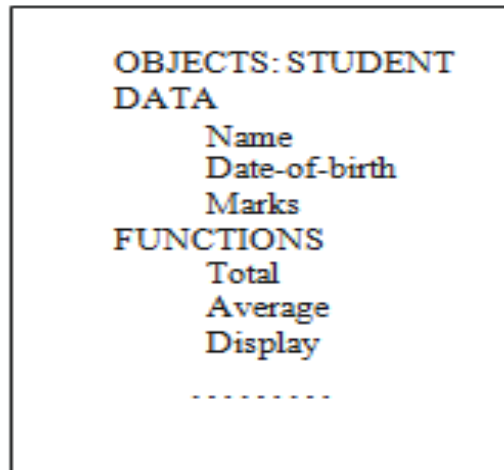 OBJECTS: STUDENT
DATA
Name
Date-of-birth
Marks
FUNCTIONS
Total
Average
Display
- - - - - - - - -